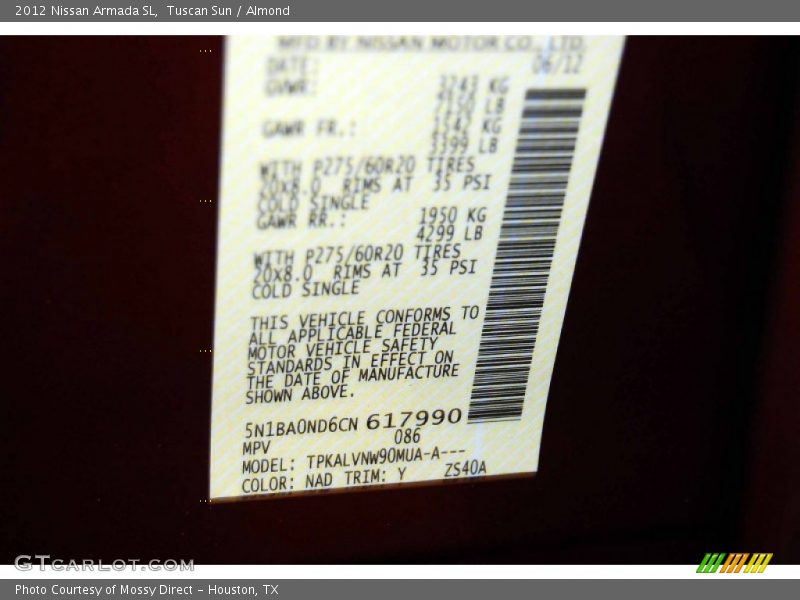 2012 Nissan Armada SL,  Tuscan Sun / Almond
MFD BY NISSAN MOTOR CO., LTD.
DATE: 06/12
GVWR: 3243 KG
7150 LB
GAWR FR.: 1542 KG
3399 LB
WITH P275/60R20 TIRES
20X8.0 RIMS AT 35 PSI
COLD SINGLE
GAWR RR.: 1950 KG
4299 LB
WITH P275/60R20 TIRES
20X8.0 RIMS AT 35 PSI
COLD SINGLE
THIS VEHICLE CONFORMS TO
ALL APPLICABLE FEDERAL
MOTOR VEHICLE SAFETY
STANDARDS IN EFFECT ON
THE DATE OF MANUFACTURE
SHOWN ABOVE.
5N1BA0ND6CN 617990
MPV 086
MODEL: TPKALVNW90MUA-A---
COLOR: NAD TRIM: Y ZS40A
GTCARLOT.COM
Photo Courtesy of Mossy Direct - Houston, TX